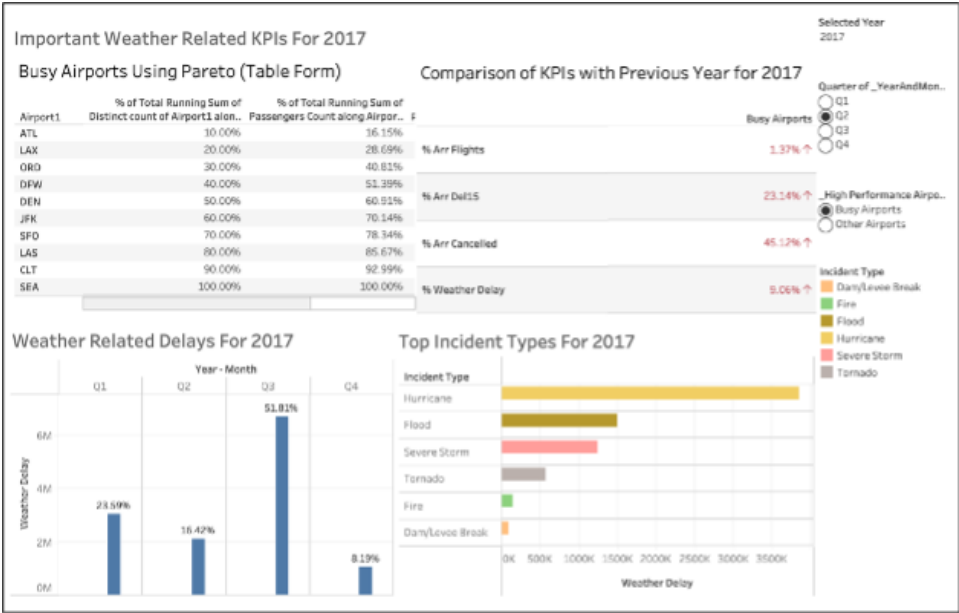 Important Weather Related KPIs For 2017
Selected Year
2017
Busy Airports Using Pareto (Table Form)
Comparison of KPIs with Previous Year for 2017
Quarter of _YearAndMon..
Q1
Q2
Q3
Q4
% of Total Running Sum of % of Total Running Sum of
Airport1 Distinct count of Airport1 alon.. Passengers Count along Airpor..
ATL 10.00% 16.15%
LAX 20.00% 28.69%
ORD 30.00% 40.81%
DFW 40.00% 51.39%
DEN 50.00% 60.91%
JFK 60.00% 70.14%
SFO 70.00% 78.34%
LAS 80.00% 85.67%
CLT 90.00% 92.99%
SEA 100.00% 100.00%
Busy Airports
% Arr Flights 1.37% ↑
% Arr Del15 23.14% ↑
% Arr Cancelled 45.12% ↑
% Weather Delay 9.06% ↑
_High Performance Airpo..
Busy Airports
Other Airports
Incident Type
Dam/Levee Break
Fire
Flood
Hurricane
Severe Storm
Tornado
Weather Related Delays For 2017
Year - Month
Q1 Q2 Q3 Q4
Weather Delay
6M
4M
2M
0M
23.59%
16.42%
51.81%
8.19%
Top Incident Types For 2017
Incident Type
Hurricane
Flood
Severe Storm
Tornado
Fire
Dam/Levee Break
0K 500K 1000K 1500K 2000K 2500K 3000K 3500K
Weather Delay